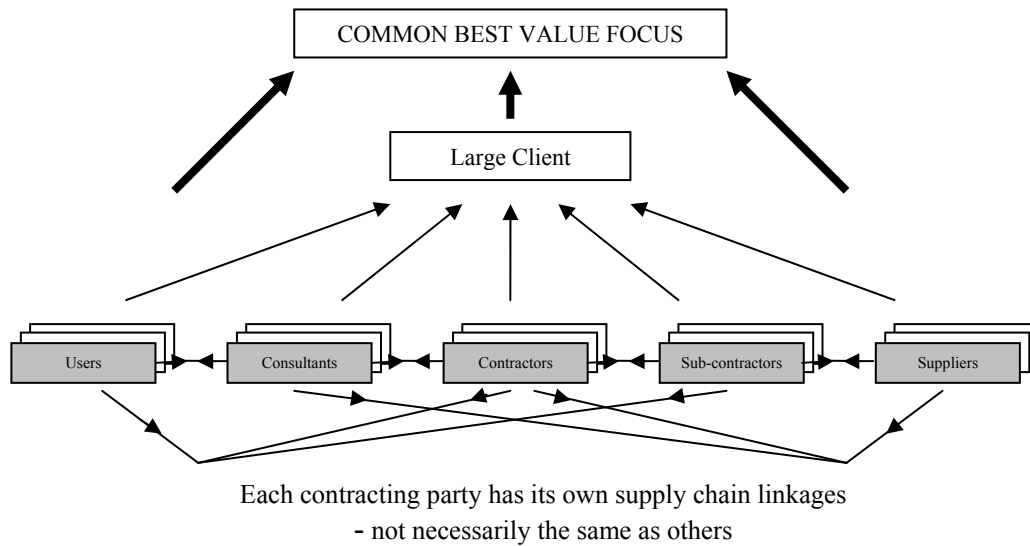 COMMON BEST VALUE FOCUS
Large Client
Users
Consultants
Contractors
Sub-contractors
Suppliers
Each contracting party has its own supply chain linkages
- not necessarily the same as others